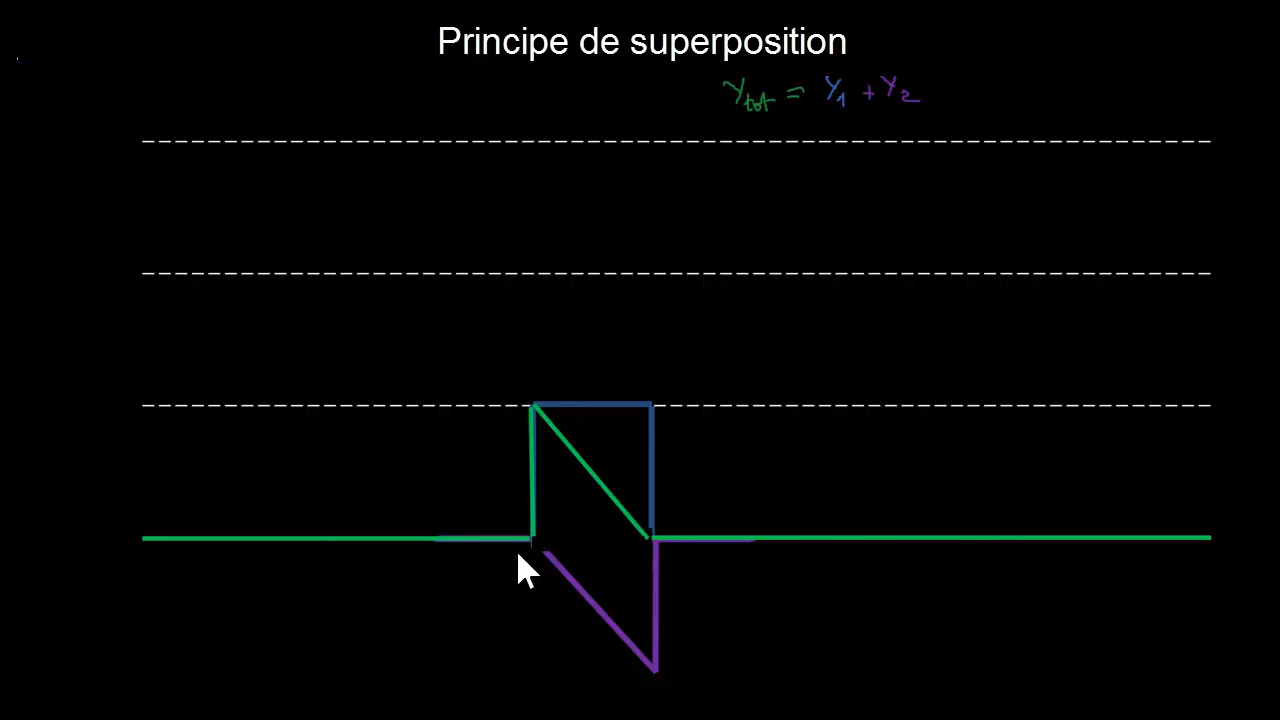 Principe de superposition
Ytot = Y1 + Y2